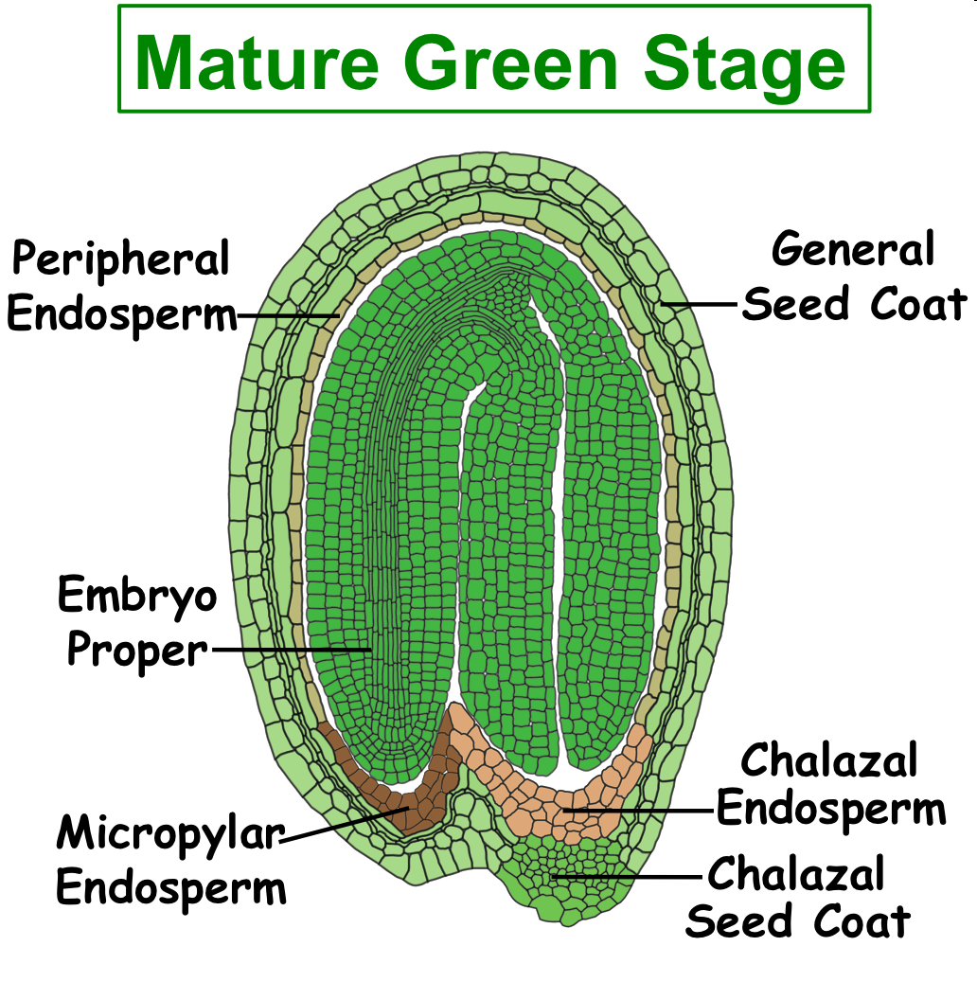 Mature Green Stage
Peripheral
Endosperm
General
Seed Coat
Embryo
Proper
Chalazal
Endosperm
Micropylar
Endosperm
Chalazal
Seed Coat